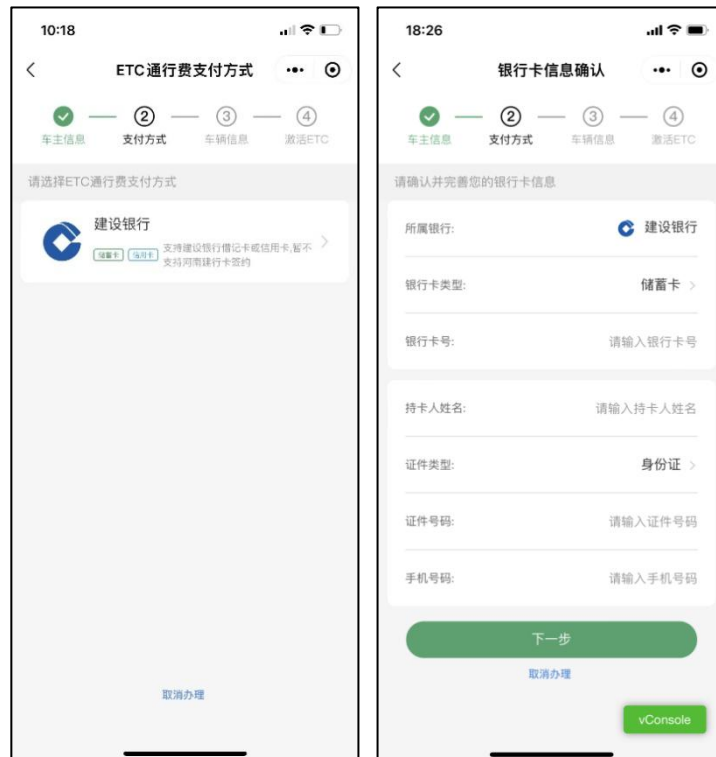 10:18
ETC通行费支付方式
② ③ ④
车主信息 支付方式 车辆信息 激活ETC
请选择ETC通行费支付方式
建设银行
储蓄卡 信用卡 支持建设银行借记卡或信用卡,暂不
支持河南建行卡签约
取消办理
18:26
银行卡信息确认
② ③ ④
车主信息 支付方式 车辆信息 激活ETC
请确认并完善您的银行卡信息
所属银行: 建设银行
银行卡类型: 储蓄卡
银行卡号: 请输入银行卡号
持卡人姓名: 请输入持卡人姓名
证件类型: 身份证
证件号码: 请输入证件号码
手机号码: 请输入手机号码
下一步
取消办理
vConsole